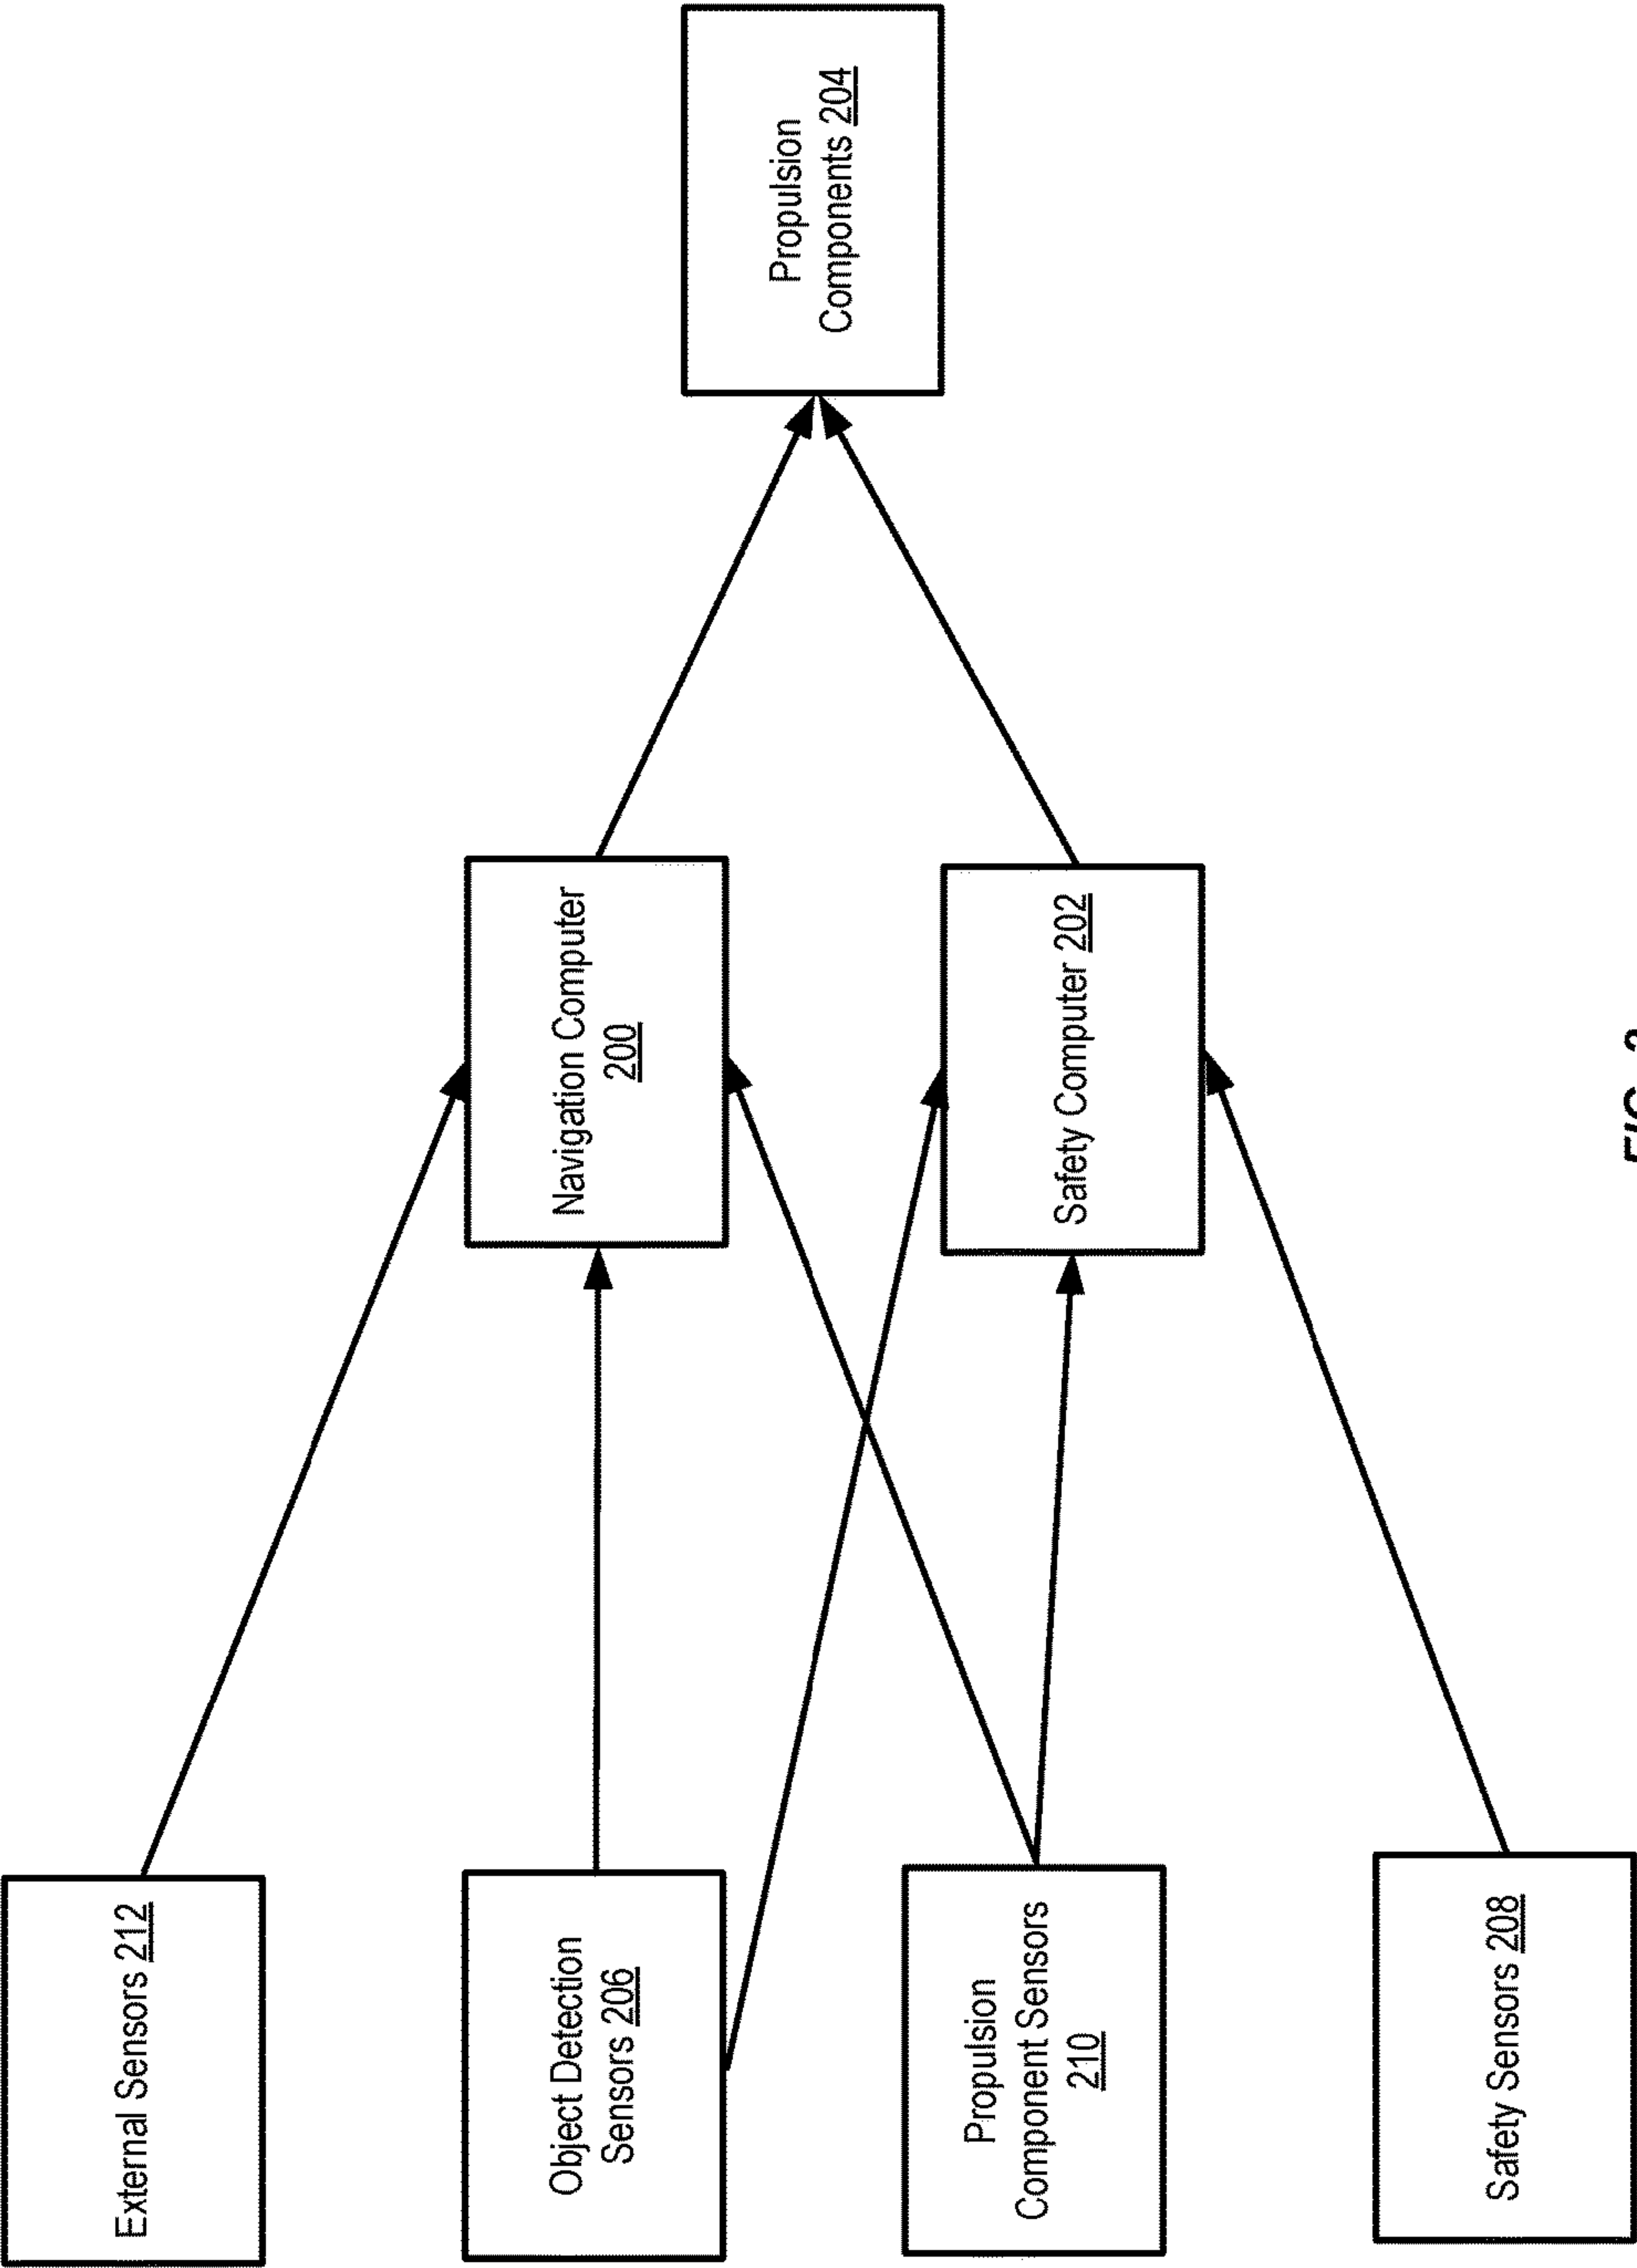 External Sensors 212
Object Detection
Sensors 206
Navigation Computer
200
Propulsion
Components 204
Propulsion
Component Sensors
210
Safety Computer 202
Safety Sensors 208
FIG.